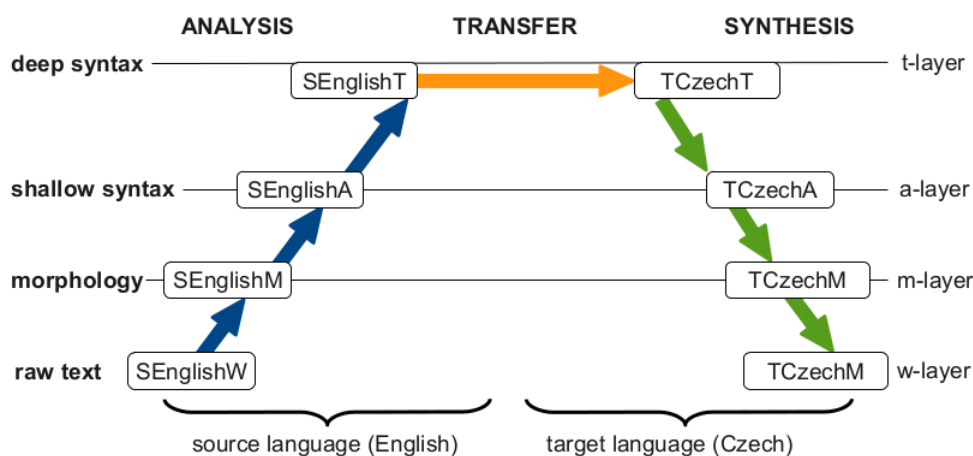 ANALYSIS TRANSFER SYNTHESIS
deep syntax SEnglishT TCzechT t-layer
shallow syntax SEnglishA TCzechA a-layer
morphology SEnglishM TCzechM m-layer
raw text SEnglishW TCzechM w-layer
source language (English) target language (Czech)